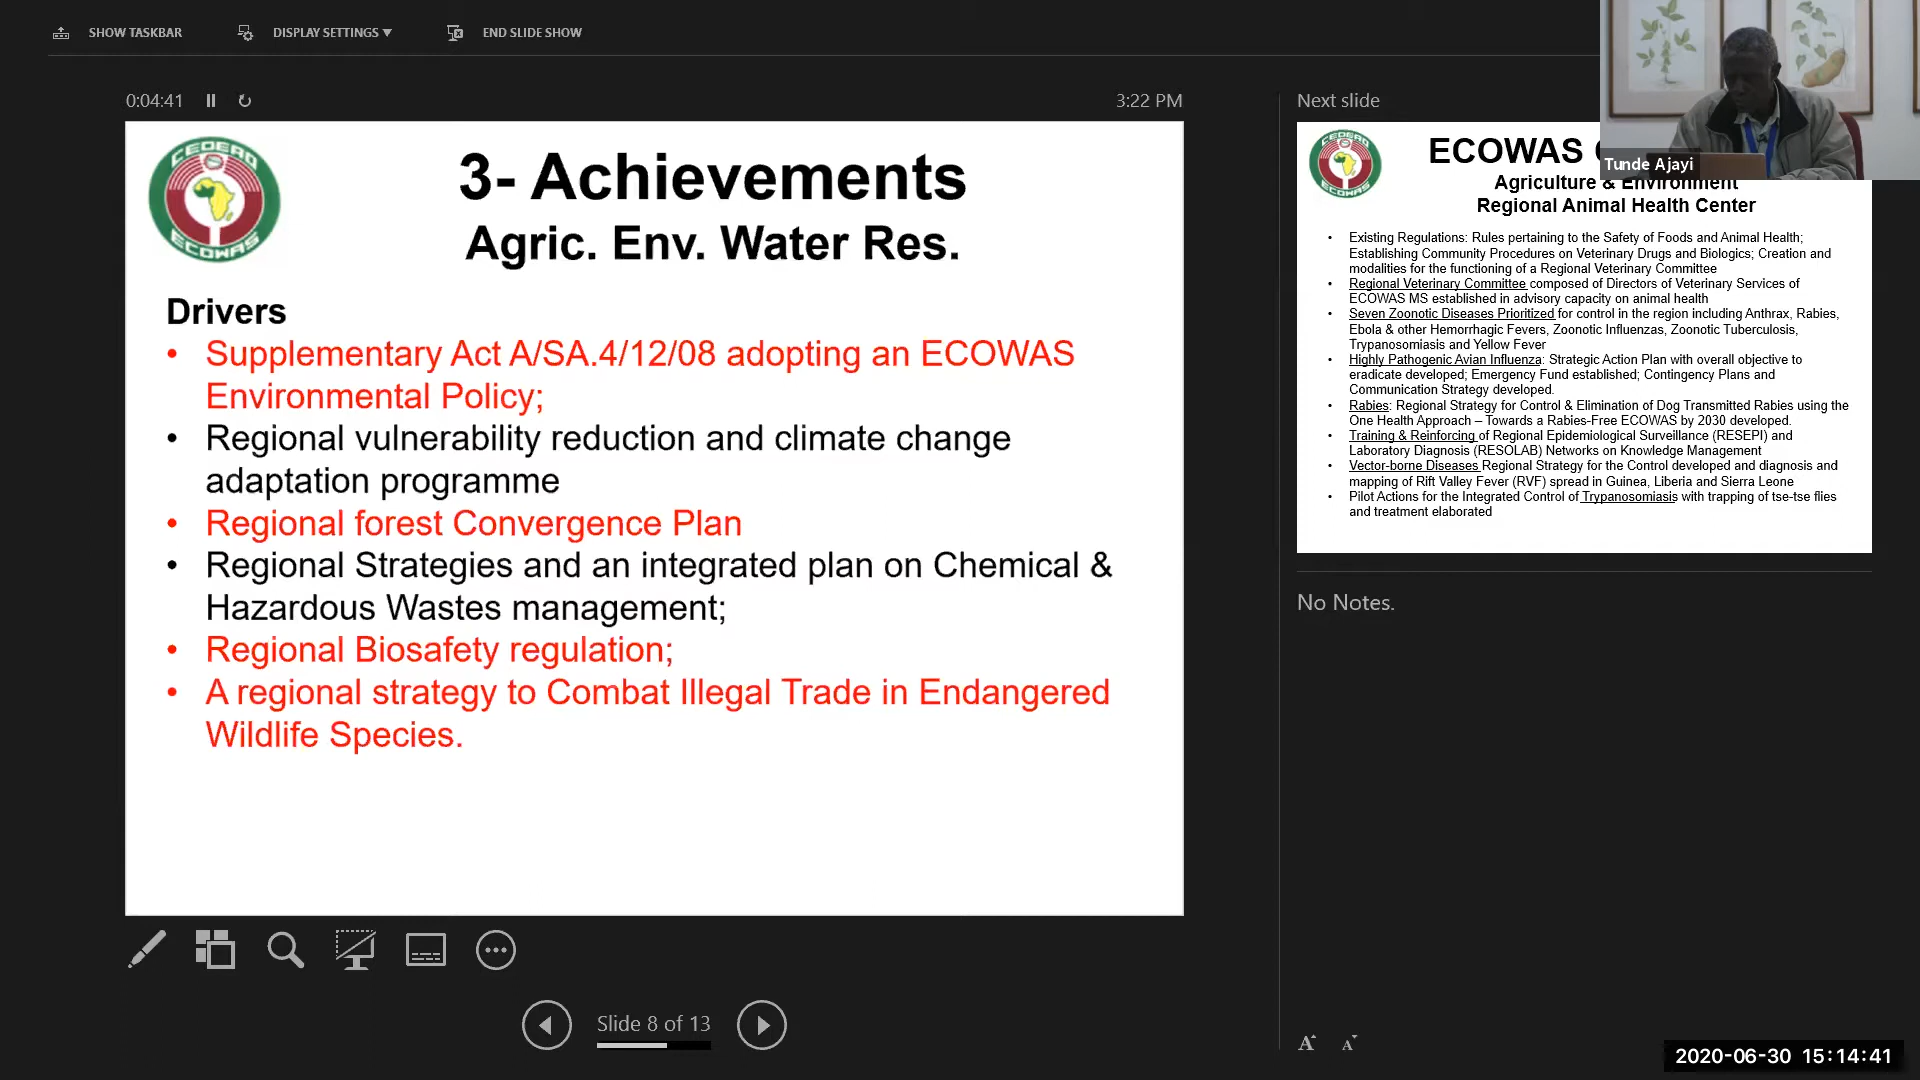 SHOW TASKBAR
DISPLAY SETTINGS ▼
END SLIDE SHOW
0:04:41
3:22 PM
CEDEAO
ECOWAS
3- Achievements
Agric. Env. Water Res.
Drivers
• Supplementary Act A/SA.4/12/08 adopting an ECOWAS
Environmental Policy;
• Regional vulnerability reduction and climate change
adaptation programme
• Regional forest Convergence Plan
• Regional Strategies and an integrated plan on Chemical &
Hazardous Wastes management;
• Regional Biosafety regulation;
• A regional strategy to Combat Illegal Trade in Endangered
Wildlife Species.
Slide 8 of 13
Next slide
Tunde Ajayi
ECOWAS
Agriculture & Environment
Regional Animal Health Center
• Existing Regulations: Rules pertaining to the Safety of Foods and Animal Health;
Establishing Community Procedures on Veterinary Drugs and Biologics; Creation and
modalities for the functioning of a Regional Veterinary Committee
• Regional Veterinary Committee composed of Directors of Veterinary Services of
ECOWAS MS established in advisory capacity on animal health
• Seven Zoonotic Diseases Prioritized for control in the region including Anthrax, Rabies,
Ebola & other Hemorrhagic Fevers, Zoonotic Influenzas, Zoonotic Tuberculosis,
Trypanosomiasis and Yellow Fever
• Highly Pathogenic Avian Influenza: Strategic Action Plan with overall objective to
eradicate developed; Emergency Fund established; Contingency Plans and
Communication Strategy developed.
• Rabies: Regional Strategy for Control & Elimination of Dog Transmitted Rabies using the
One Health Approach – Towards a Rabies-Free ECOWAS by 2030 developed.
• Training & Reinforcing of Regional Epidemiological Surveillance (RESEPI) and
Laboratory Diagnosis (RESOLAB) Networks on Knowledge Management
• Vector-borne Diseases Regional Strategy for the Control developed and diagnosis and
mapping of Rift Valley Fever (RVF) spread in Guinea, Liberia and Sierra Leone
• Pilot Actions for the Integrated Control of Trypanosomiasis with trapping of tse-tse flies
and treatment elaborated
No Notes.
A A
2020-06-30 15:14:41